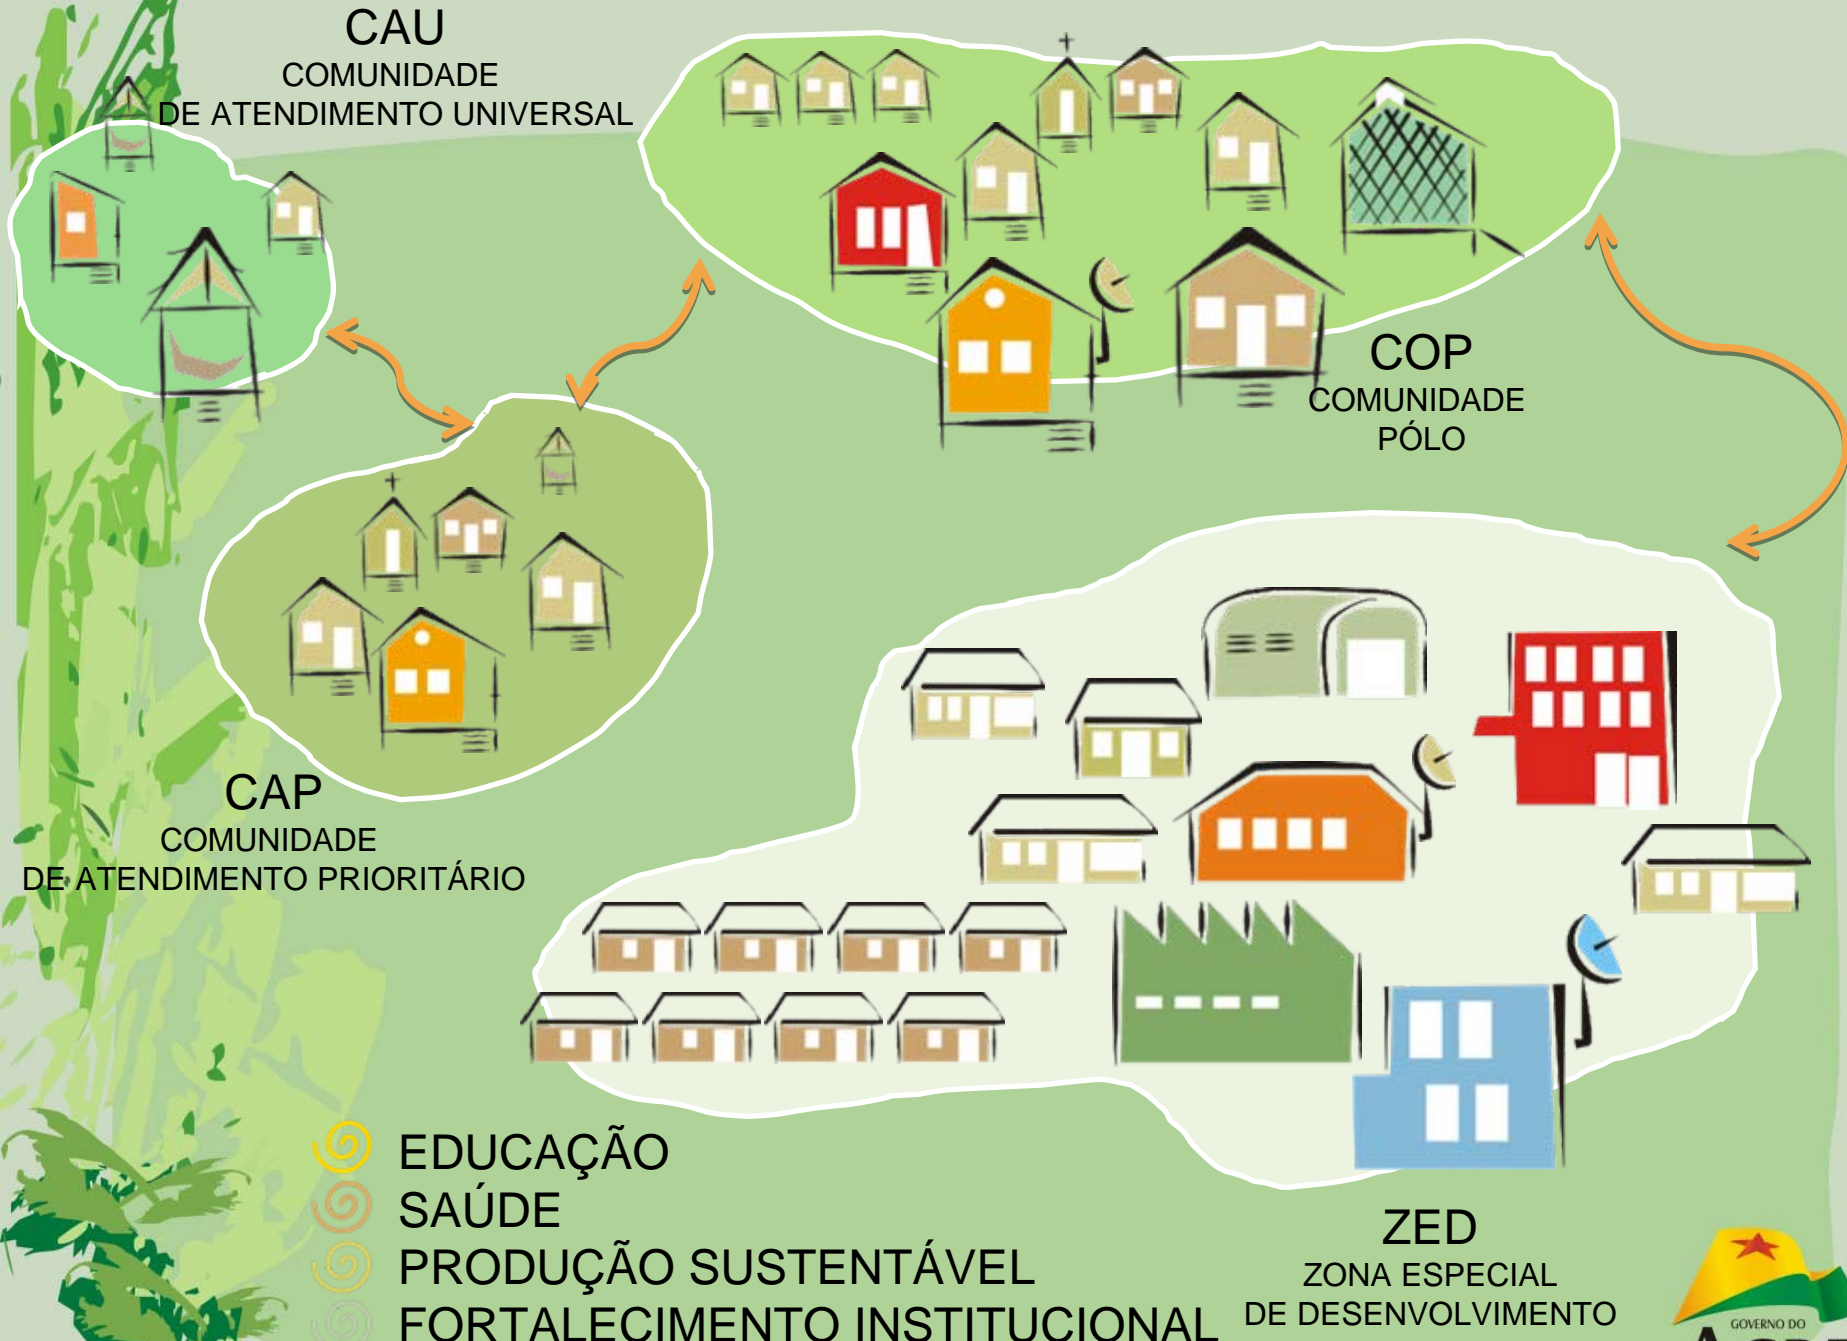 CAU
COMUNIDADE
DE ATENDIMENTO UNIVERSAL
COP
COMUNIDADE
PÓLO
CAP
COMUNIDADE
DE ATENDIMENTO PRIORITÁRIO
EDUCAÇÃO
SAÚDE
PRODUÇÃO SUSTENTÁVEL
FORTALECIMENTO INSTITUCIONAL
ZED
ZONA ESPECIAL
DE DESENVOLVIMENTO
GOVERNO DO